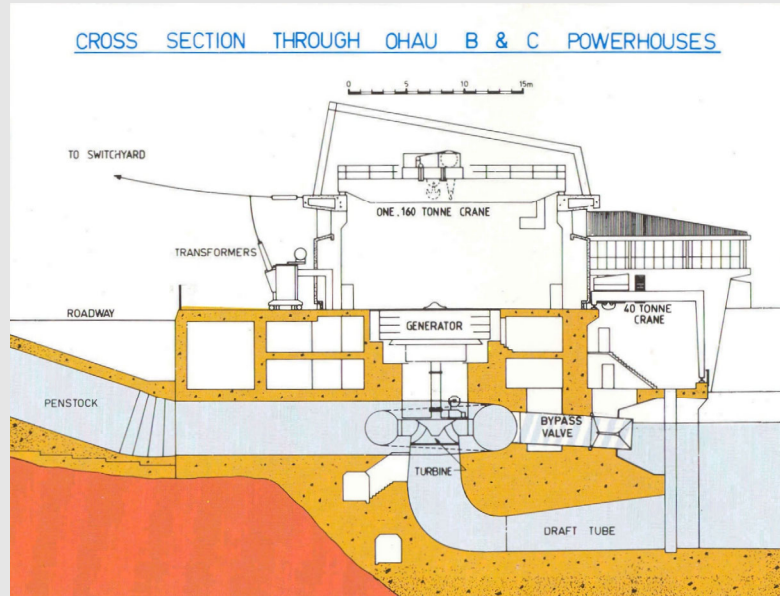 CROSS SECTION THROUGH OHAU B & C POWERHOUSES
0 5 10 15m
TO SWITCHYARD
ONE, 160 TONNE CRANE
TRANSFORMERS
ROADWAY
GENERATOR
40 TONNE
CRANE
PENSTOCK
BYPASS
VALVE
TURBINE
DRAFT TUBE